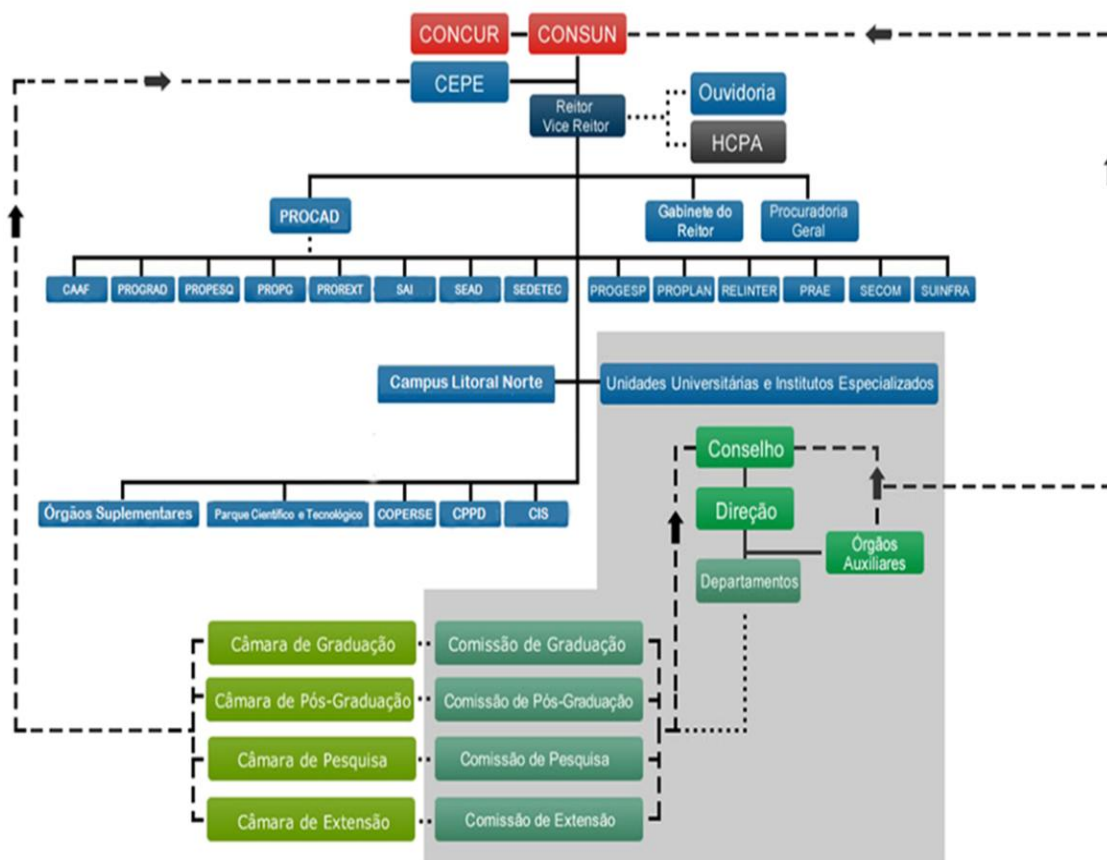 CONCUR
CONSUN
CEPE
Reitor
Vice Reitor
Ouvidoria
HCPA
PROCAD
Gabinete do
Reitor
Procuradoria
Geral
CAAF
PROGRAD
PROPESQ
PROPG
PROREXT
SAI
SEAD
SEDETEC
PROGESP
PROPLAN
RELINTER
PRAE
SECOM
SUINFRA
Campus Litoral Norte
Unidades Universitárias e Institutos Especializados
Conselho
Direção
Órgãos
Auxiliares
Departamentos
Órgãos Suplementares
Parque Científico e Tecnológico
COPERSE
CPPD
CIS
Câmara de Graduação
Comissão de Graduação
Câmara de Pós-Graduação
Comissão de Pós-Graduação
Câmara de Pesquisa
Comissão de Pesquisa
Câmara de Extensão
Comissão de Extensão